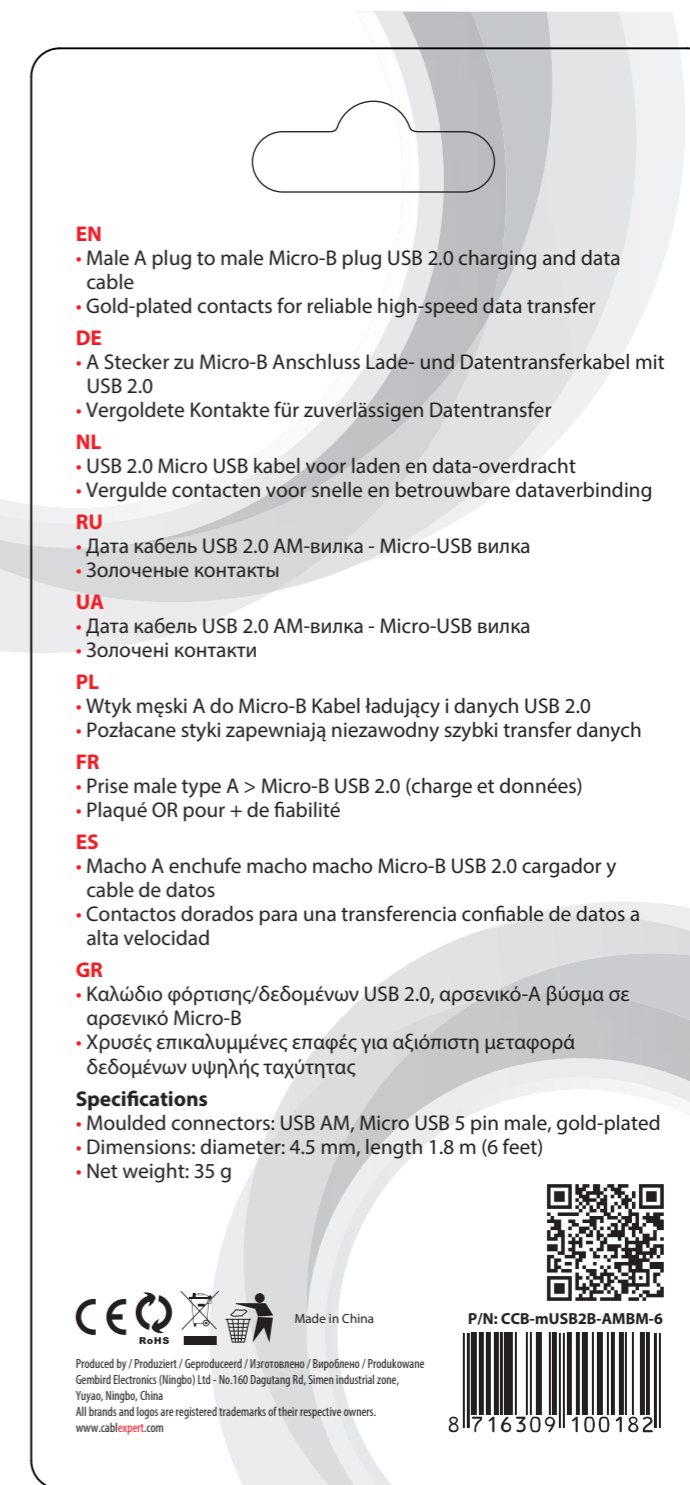 EN
• Male A plug to male Micro-B plug USB 2.0 charging and data
cable
• Gold-plated contacts for reliable high-speed data transfer
DE
• A Stecker zu Micro-B Anschluss Lade- und Datentransferkabel mit
USB 2.0
• Vergoldete Kontakte für zuverlässigen Datentransfer
NL
• USB 2.0 Micro USB kabel voor laden en data-overdracht
• Vergulde contacten voor snelle en betrouwbare dataverbinding
RU
• Дата кабель USB 2.0 AM-вилка - Micro-USB вилка
• Золоченые контакты
UA
• Дата кабель USB 2.0 AM-вилка - Micro-USB вилка
• Золочені контакти
PL
• Wtyk męski A do Micro-B Kabel ładujący i danych USB 2.0
• Pozłacane styki zapewniają niezawodny szybki transfer danych
FR
• Prise male type A > Micro-B USB 2.0 (charge et données)
• Plaqué OR pour + de fiabilité
ES
• Macho A enchufe macho macho Micro-B USB 2.0 cargador y
cable de datos
• Contactos dorados para una transferencia confiable de datos a
alta velocidad
GR
• Καλώδιο φόρτισης/δεδομένων USB 2.0, αρσενικό-Α βύσμα σε
αρσενικό Micro-B
• Χρυσές επικαλυμμένες επαφές για αξιόπιστη μεταφορά
δεδομένων υψηλής ταχύτητας
Specifications
• Moulded connectors: USB AM, Micro USB 5 pin male, gold-plated
• Dimensions: diameter: 4.5 mm, length 1.8 m (6 feet)
• Net weight: 35 g
CE
RoHS
Made in China
P/N: CCB-mUSB2B-AMBM-6
Produced by / Produziert / Geproduceerd / Изготовлено / Вироблено / Produkowane
Gembird Electronics (Ningbo) Ltd - No.160 Dagutang Rd, Simen industrial zone,
Yuyao, Ningbo, China
All brands and logos are registered trademarks of their respective owners.
www.cablexpert.com
8 716309 100182